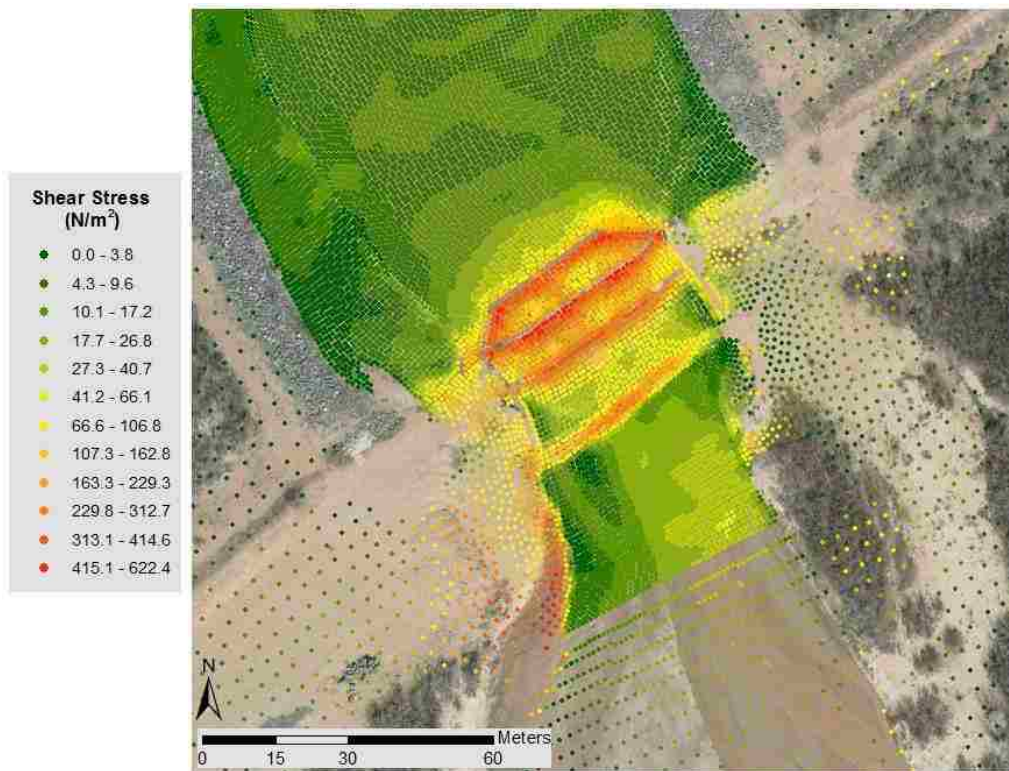 Shear Stress
(N/m²)
0.0 - 3.8
4.3 - 9.6
10.1 - 17.2
17.7 - 26.8
27.3 - 40.7
41.2 - 66.1
66.6 - 106.8
107.3 - 162.8
163.3 - 229.3
229.8 - 312.7
313.1 - 414.6
415.1 - 622.4
N
Meters
0 15 30 60